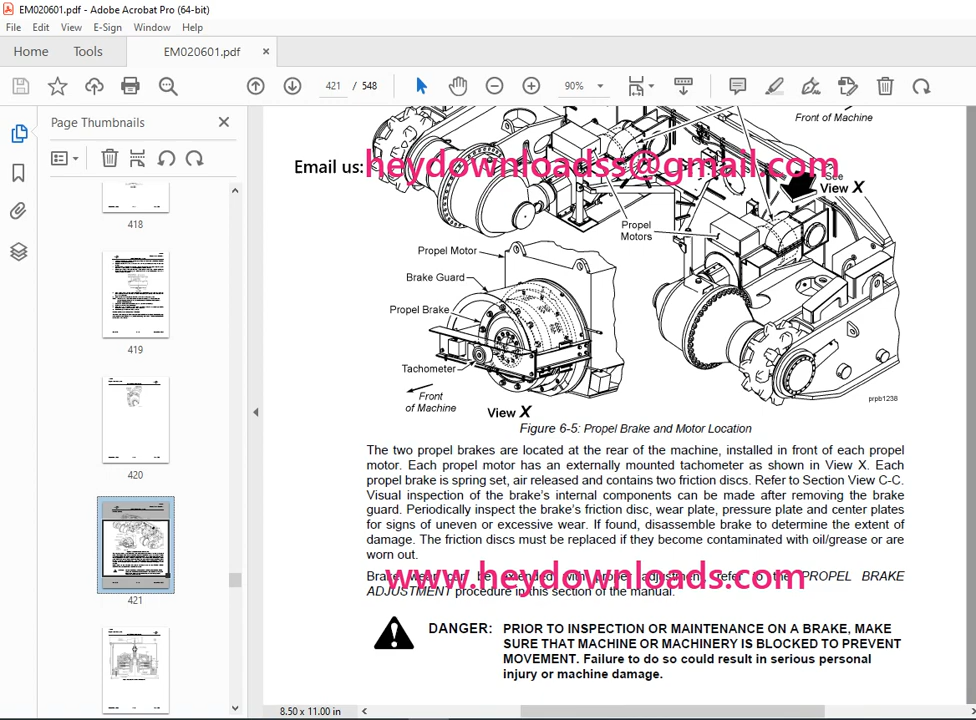 EM020601.pdf - Adobe Acrobat Pro (64-bit)
File Edit View E-Sign Window Help
Home Tools EM020601.pdf ×
421 / 548 90%
Page Thumbnails
418
419
420
421
Front of Machine
Email us: heydownloadss@gmail.com
See
View X
Propel
Motors
Propel Motor
Brake Guard
Propel Brake
Tachometer
Front
of Machine
View X
prpb1238
Figure 6-5: Propel Brake and Motor Location
The two propel brakes are located at the rear of the machine, installed in front of each propel
motor. Each propel motor has an externally mounted tachometer as shown in View X. Each
propel brake is spring set, air released and contains two friction discs. Refer to Section View C-C.
Visual inspection of the brake's internal components can be made after removing the brake
guard. Periodically inspect the brake's friction disc, wear plate, pressure plate and center plates
for signs of uneven or excessive wear. If found, disassemble brake to determine the extent of
damage. The friction discs must be replaced if they become contaminated with oil/grease or are
worn out.
Brake wear can be extended with proper adjustment, refer to the PROPEL BRAKE
www.heydownloads.com
ADJUSTMENT procedure in this section of the manual.
DANGER: PRIOR TO INSPECTION OR MAINTENANCE ON A BRAKE, MAKE
SURE THAT MACHINE OR MACHINERY IS BLOCKED TO PREVENT
MOVEMENT. Failure to do so could result in serious personal
injury or machine damage.
8.50 x 11.00 in